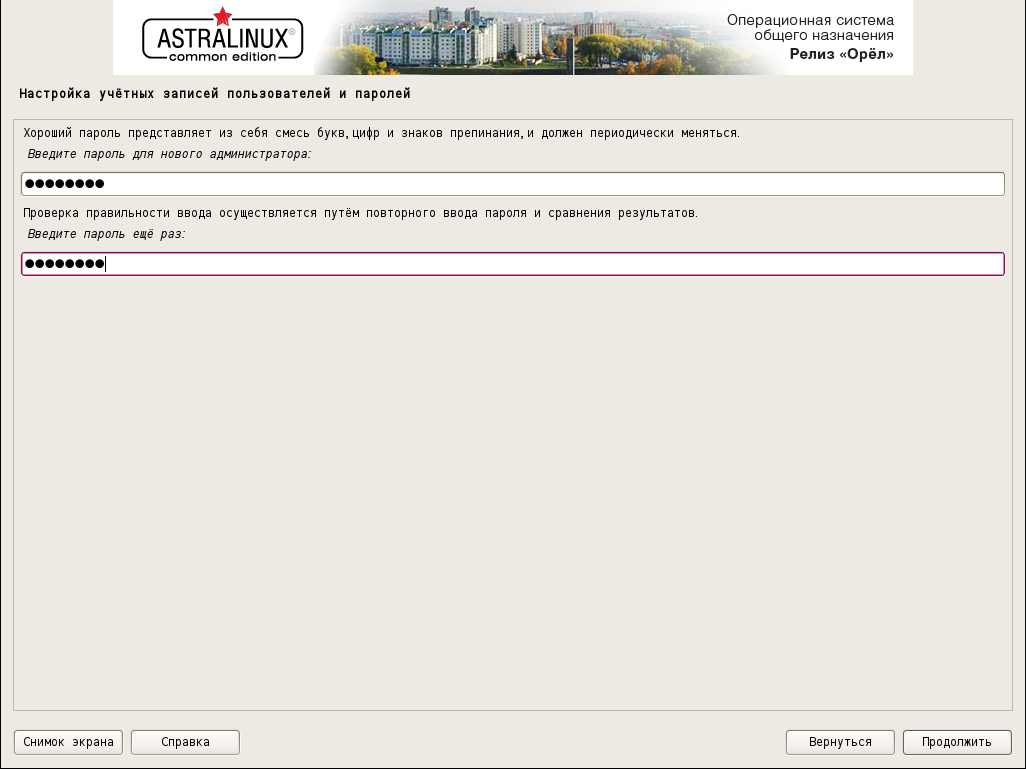 ASTRALINUX®
common edition
Операционная система
общего назначения
Релиз «Орёл»
Настройка учётных записей пользователей и паролей
Хороший пароль представляет из себя смесь букв, цифр и знаков препинания, и должен периодически меняться.
Введите пароль для нового администратора:
●●●●●●●●
Проверка правильности ввода осуществляется путём повторного ввода пароля и сравнения результатов.
Введите пароль ещё раз:
●●●●●●●●
Снимок экрана
Справка
Вернуться
Продолжить